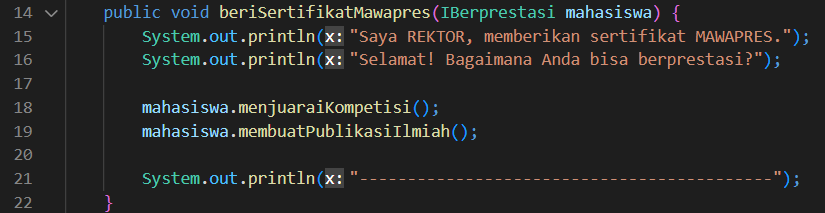 14 public void beriSertifikatMawapres(IBerprestasi mahasiswa) {
15 System.out.println(x: "Saya REKTOR, memberikan sertifikat MAWAPRES.");
16 System.out.println(x: "Selamat! Bagaimana Anda bisa berprestasi?");
17
18 mahasiswa.menjuaraiKompetisi();
19 mahasiswa.membuatPublikasiIlmiah();
20
21 System.out.println(x: "------------------------------------------");
22 }